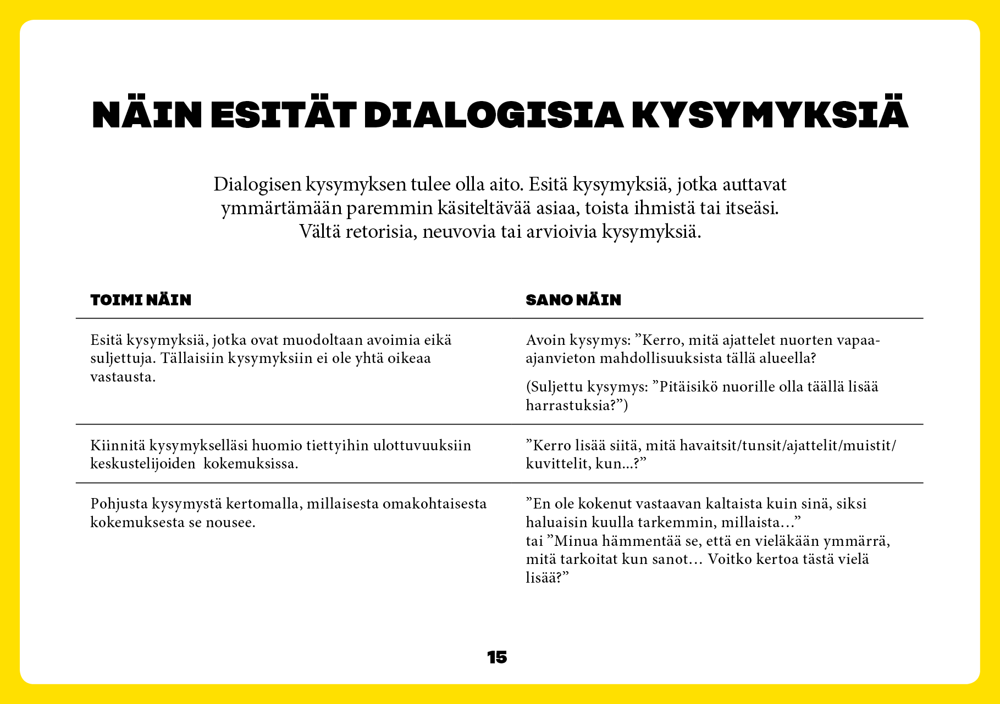 NÄIN ESITÄT DIALOGISIA KYSYMYKSIÄ
Dialogisen kysymyksen tulee olla aito. Esitä kysymyksiä, jotka auttavat
ymmärtämään paremmin käsiteltävää asiaa, toista ihmistä tai itseäsi.
Vältä retorisia, neuvovia tai arvioivia kysymyksiä.
TOIMI NÄIN
SANO NÄIN
Esitä kysymyksiä, jotka ovat muodoltaan avoimia eikä
suljettuja. Tällaisiin kysymyksiin ei ole yhtä oikeaa
vastausta.
Avoin kysymys: ”Kerro, mitä ajattelet nuorten vapaa-
ajanvieton mahdollisuuksista tällä alueella?
(Suljettu kysymys: ”Pitäisikö nuorille olla täällä lisää
harrastuksia?”)
Kiinnitä kysymykselläsi huomio tiettyihin ulottuvuuksiin
keskustelijoiden  kokemuksissa.
”Kerro lisää siitä, mitä havaitsit/tunsit/ajattelit/muistit/
kuvittelit, kun...?”
Pohjusta kysymystä kertomalla, millaisesta omakohtaisesta
kokemuksesta se nousee.
”En ole kokenut vastaavan kaltaista kuin sinä, siksi
haluaisin kuulla tarkemmin, millaista…”
tai ”Minua hämmentää se, että en vieläkään ymmärrä,
mitä tarkoitat kun sanot… Voitko kertoa tästä vielä
lisää?”
15